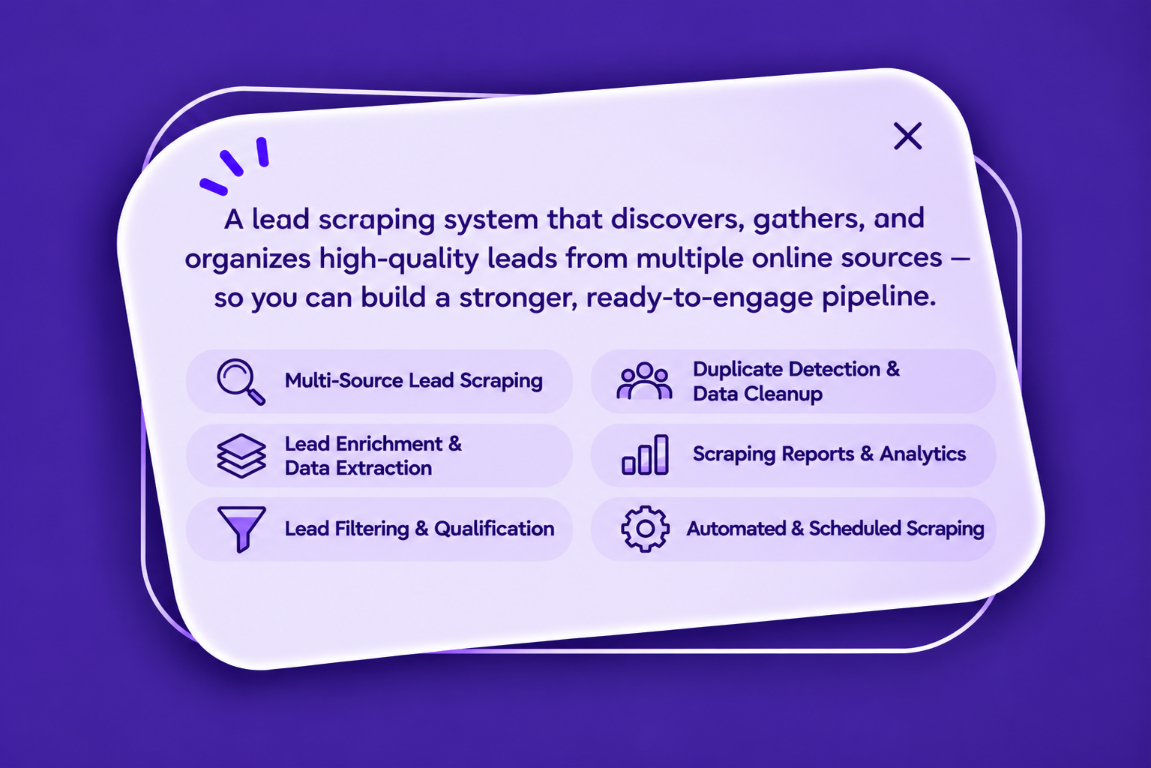 A lead scraping system that discovers, gathers, and
organizes high-quality leads from multiple online sources —
so you can build a stronger, ready-to-engage pipeline.
Multi-Source Lead Scraping
Duplicate Detection &
Data Cleanup
Lead Enrichment &
Data Extraction
Scraping Reports & Analytics
Lead Filtering & Qualification
Automated & Scheduled Scraping